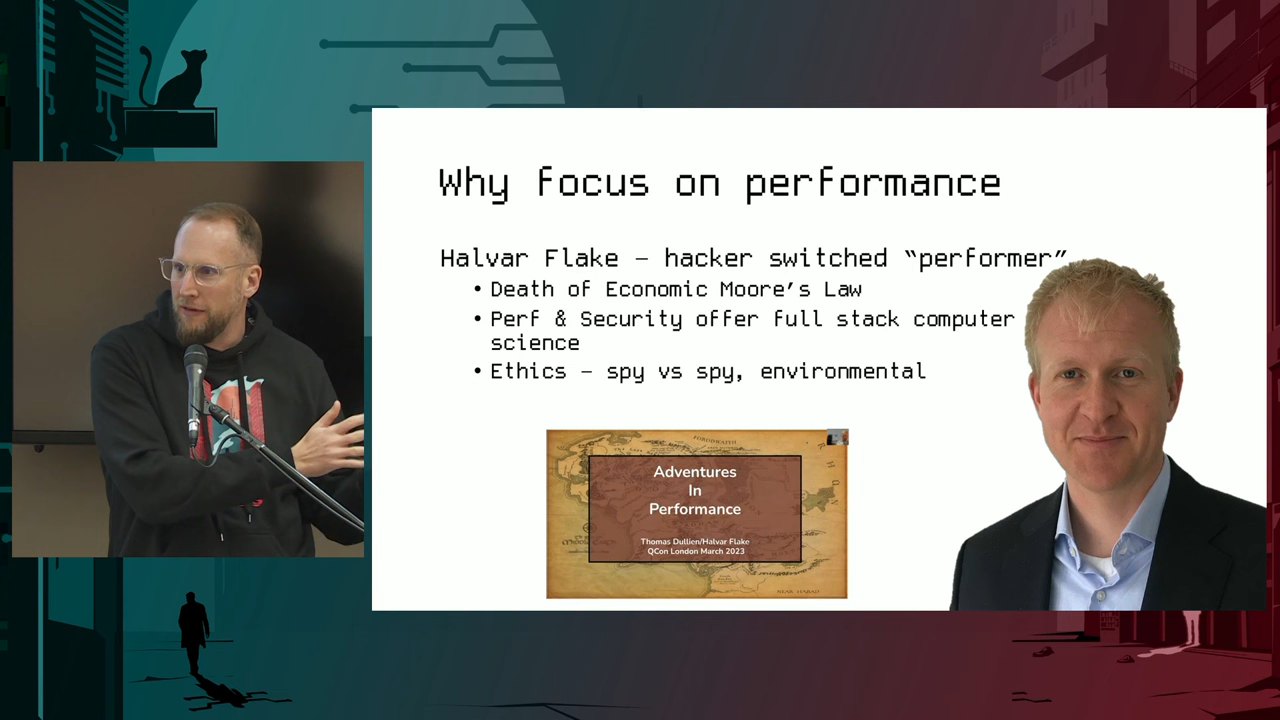 Why focus on performance
Halvar Flake – hacker switched “performer”
• Death of Economic Moore’s Law
• Perf & Security offer full stack computer
science
• Ethics – spy vs spy, environmental
FORODWAITH
Adventures
In
Performance
Thomas Dullien/Halvar Flake
QCon London March 2023